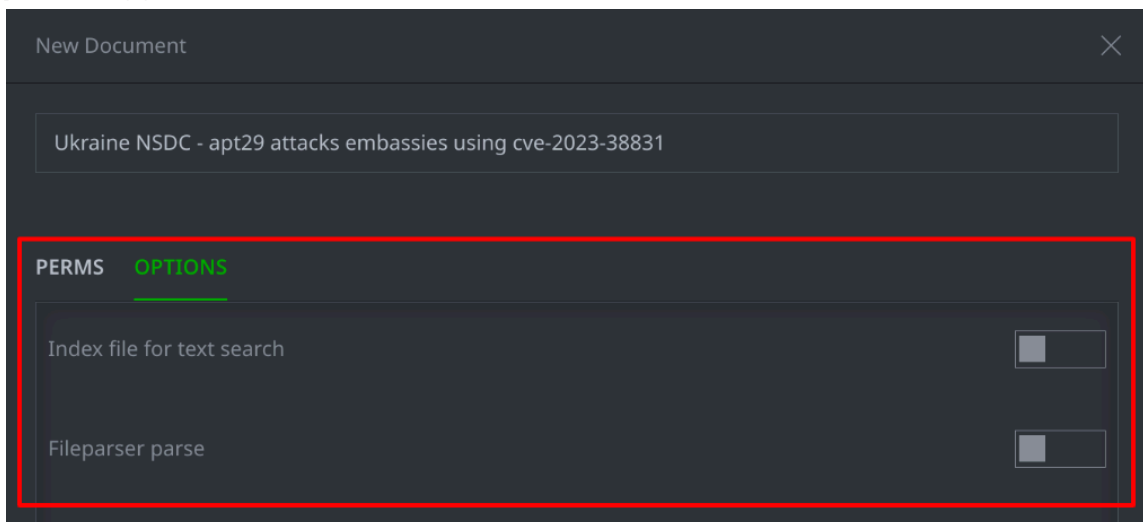 New Document
Ukraine NSDC - apt29 attacks embassies using cve-2023-38831
PERMS OPTIONS
Index file for text search
Fileparser parse